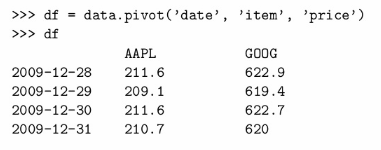 >>> df = data.pivot(’date’, ’item’, ’price’)
>>> df
AAPL GOOG
2009-12-28 211.6 622.9
2009-12-29 209.1 619.4
2009-12-30 211.6 622.7
2009-12-31 210.7 620